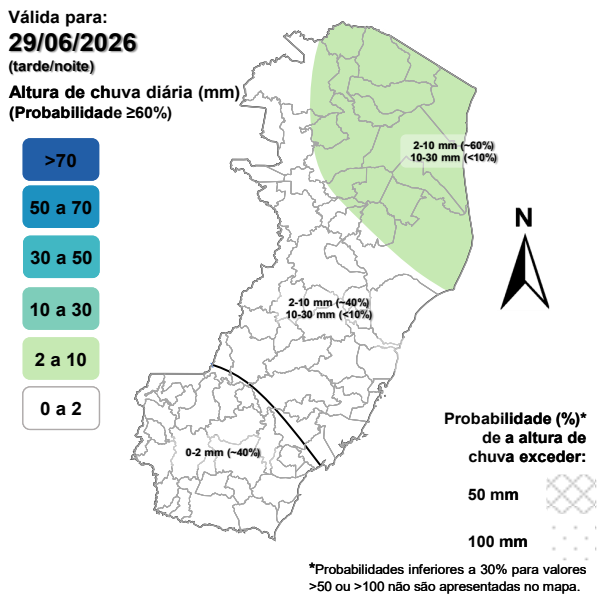 Válida para:
29/06/2026
(tarde/noite)
Altura de chuva diária (mm)
(Probabilidade ≥60%)
>70
50 a 70
30 a 50
10 a 30
2 a 10
0 a 2
2-10 mm (~60%)
10-30 mm (<10%)
N
2-10 mm (~40%)
10-30 mm (<10%)
0-2 mm (~40%)
Probabilidade (%)*
de a altura de
chuva exceder:
50 mm
100 mm
*Probabilidades inferiores a 30% para valores
>50 ou >100 não são apresentadas no mapa.